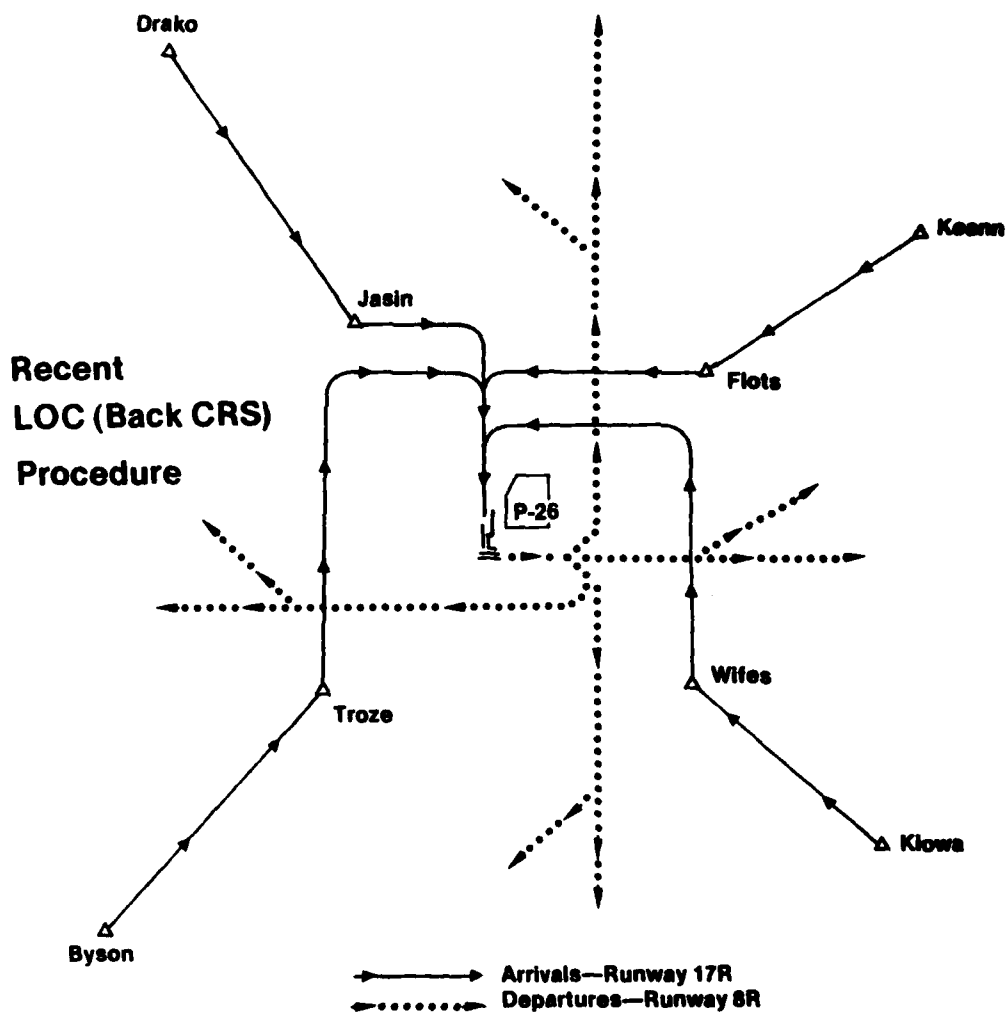 Drako
Keann
Jasin
Flots
Recent
LOC (Back CRS)
Procedure
P-26
Wifes
Troze
Kiowa
Byson
Arrivals—Runway 17R
Departures—Runway 8R